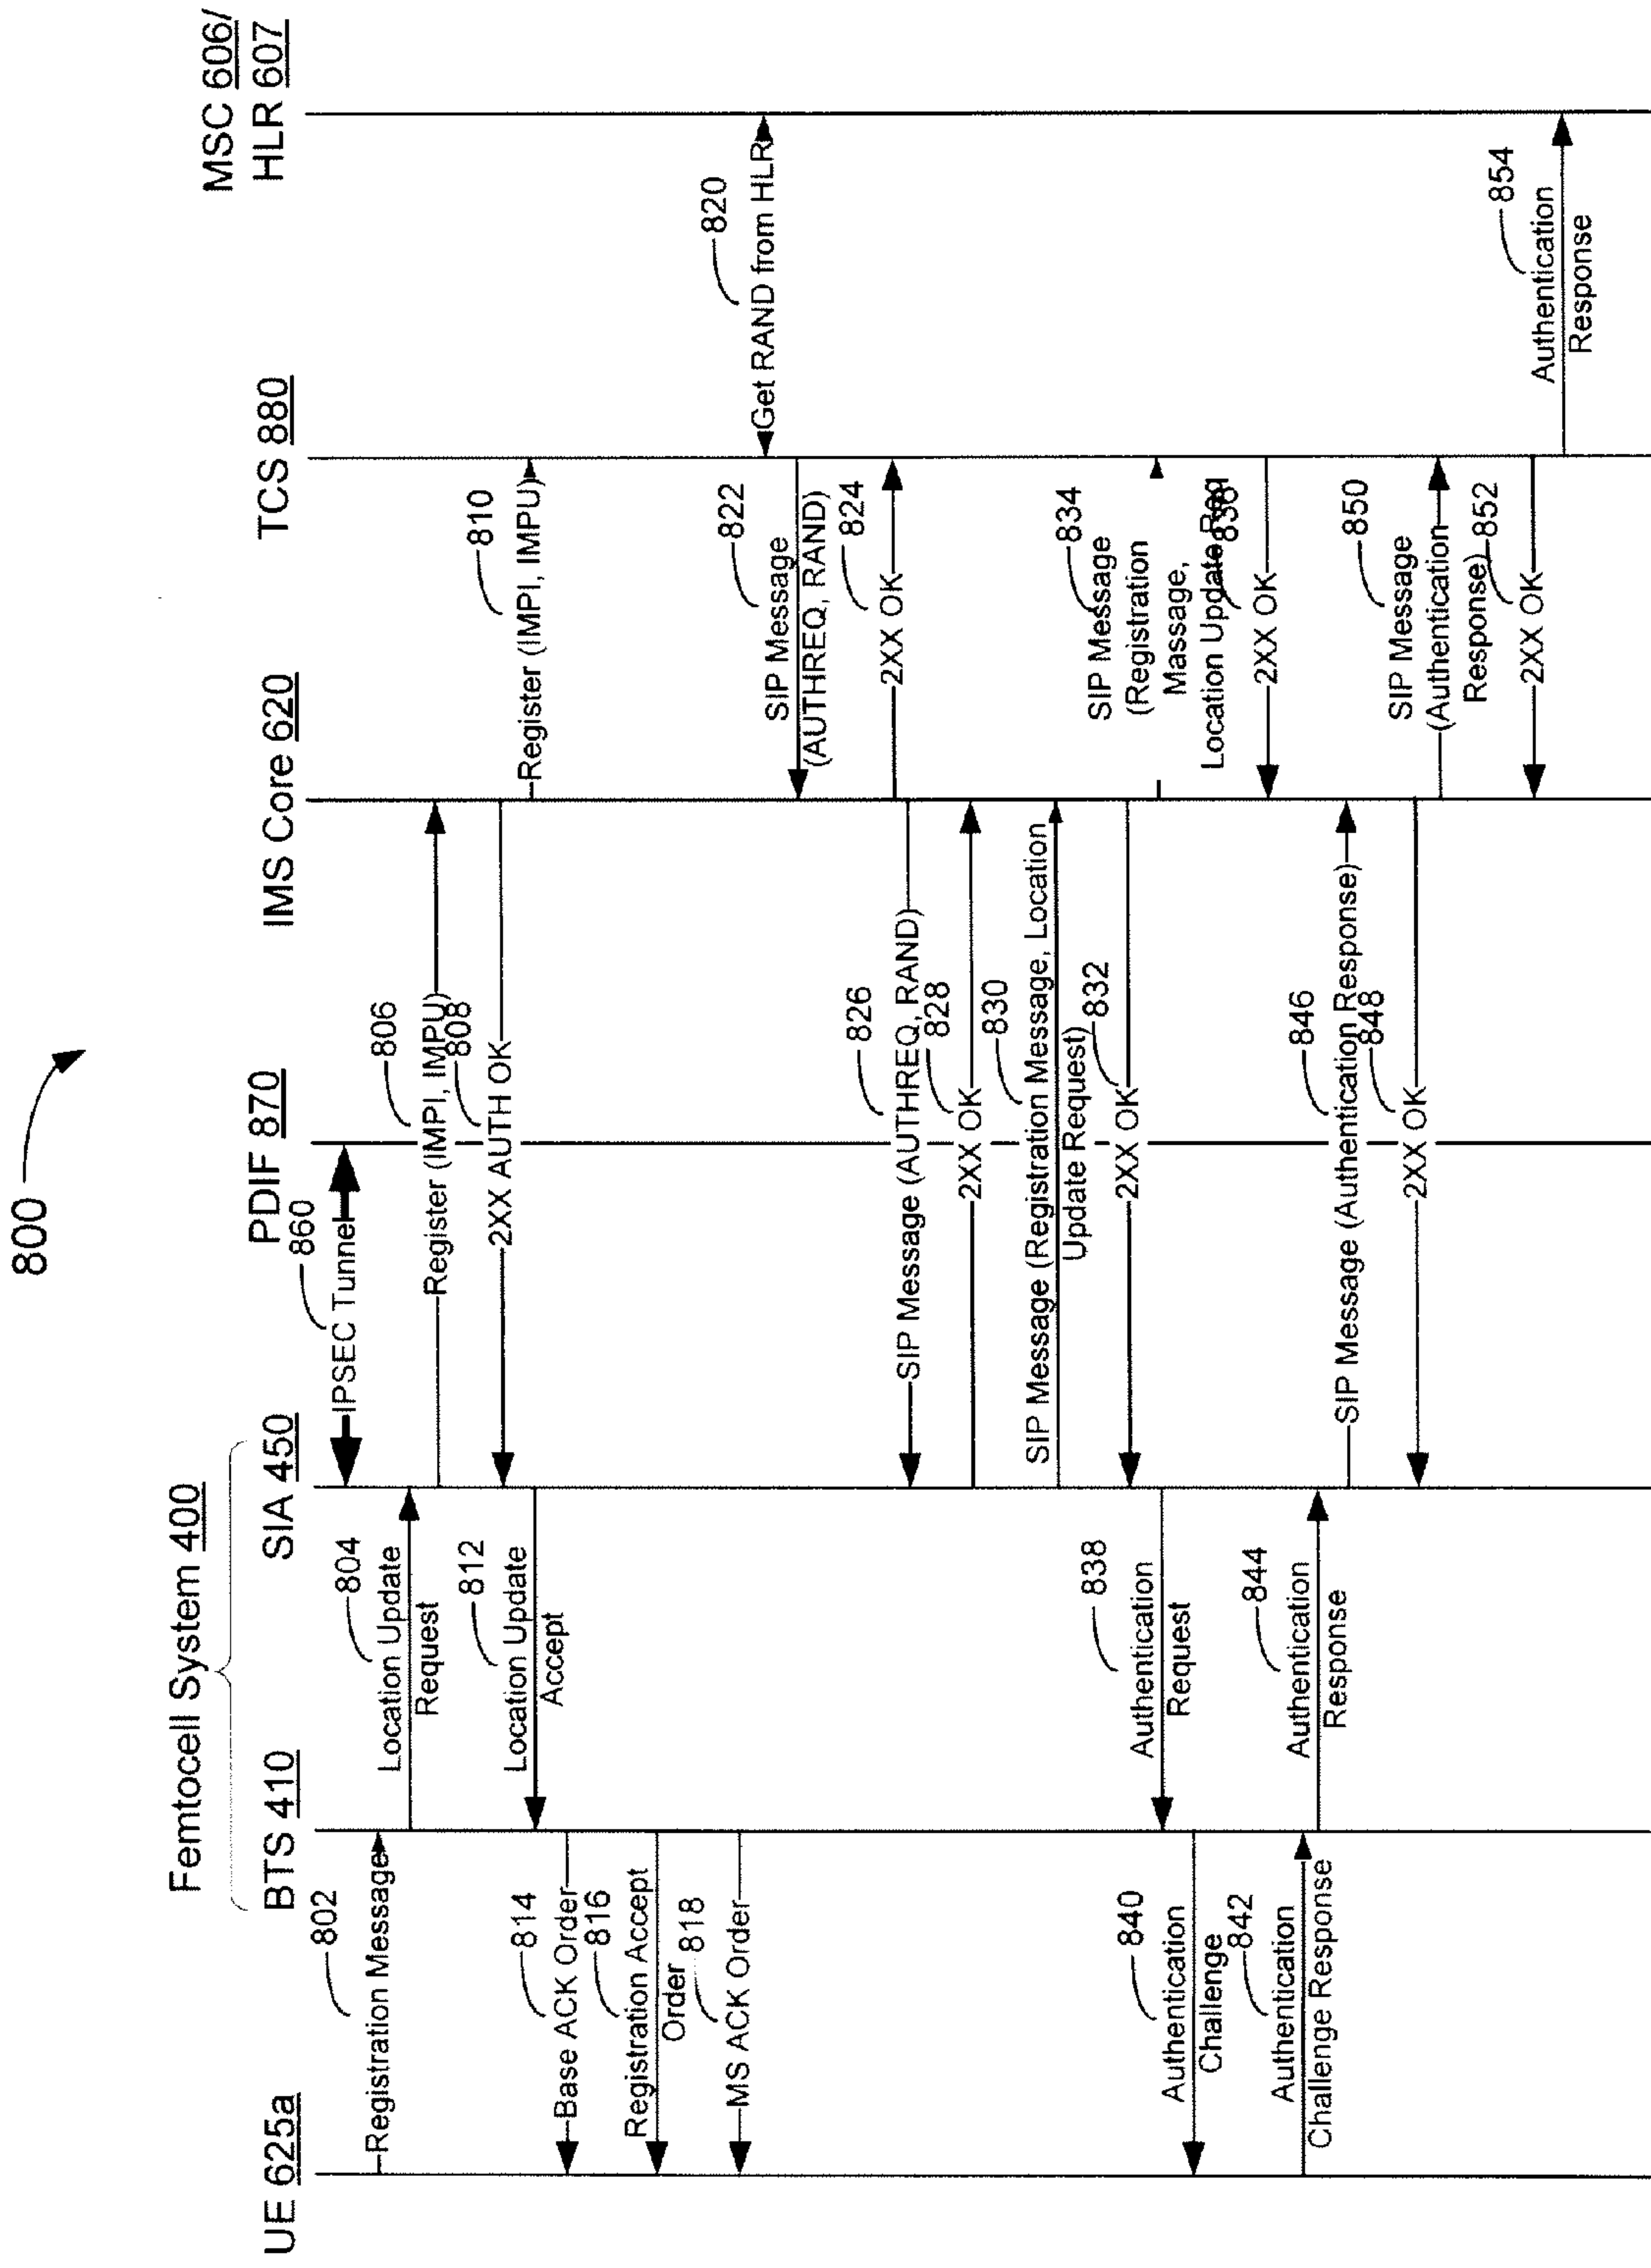 800
Femtocell System 400
UE 625a
BTS 410
SIA 450
PDIF 870
IMS Core 620
TCS 880
MSC 606/
HLR 607
860
IPSEC Tunnel
802
Registration Message
804
Location Update
Request
806
Register (IMPI, IMPU)
808
2XX AUTH OK
810
Register (IMPI, IMPU)
812
Location Update
Accept
814
Base ACK Order
816
Registration Accept
Order
818
MS ACK Order
820
Get RAND from HLR
822
SIP Message
(AUTHREQ, RAND)
824
2XX OK
826
SIP Message (AUTHREQ, RAND)
828
2XX OK
830
SIP Message (Registration Message, Location
Update Request)
832
2XX OK
834
SIP Message
(Registration
Massage,
Location Update Req
836
2XX OK
838
Authentication
Request
840
Authentication
Challenge
842
Authentication
Challenge Response
844
Authentication
Response
846
SIP Message (Authentication Response)
848
2XX OK
850
SIP Message
(Authentication
Response)
852
2XX OK
854
Authentication
Response